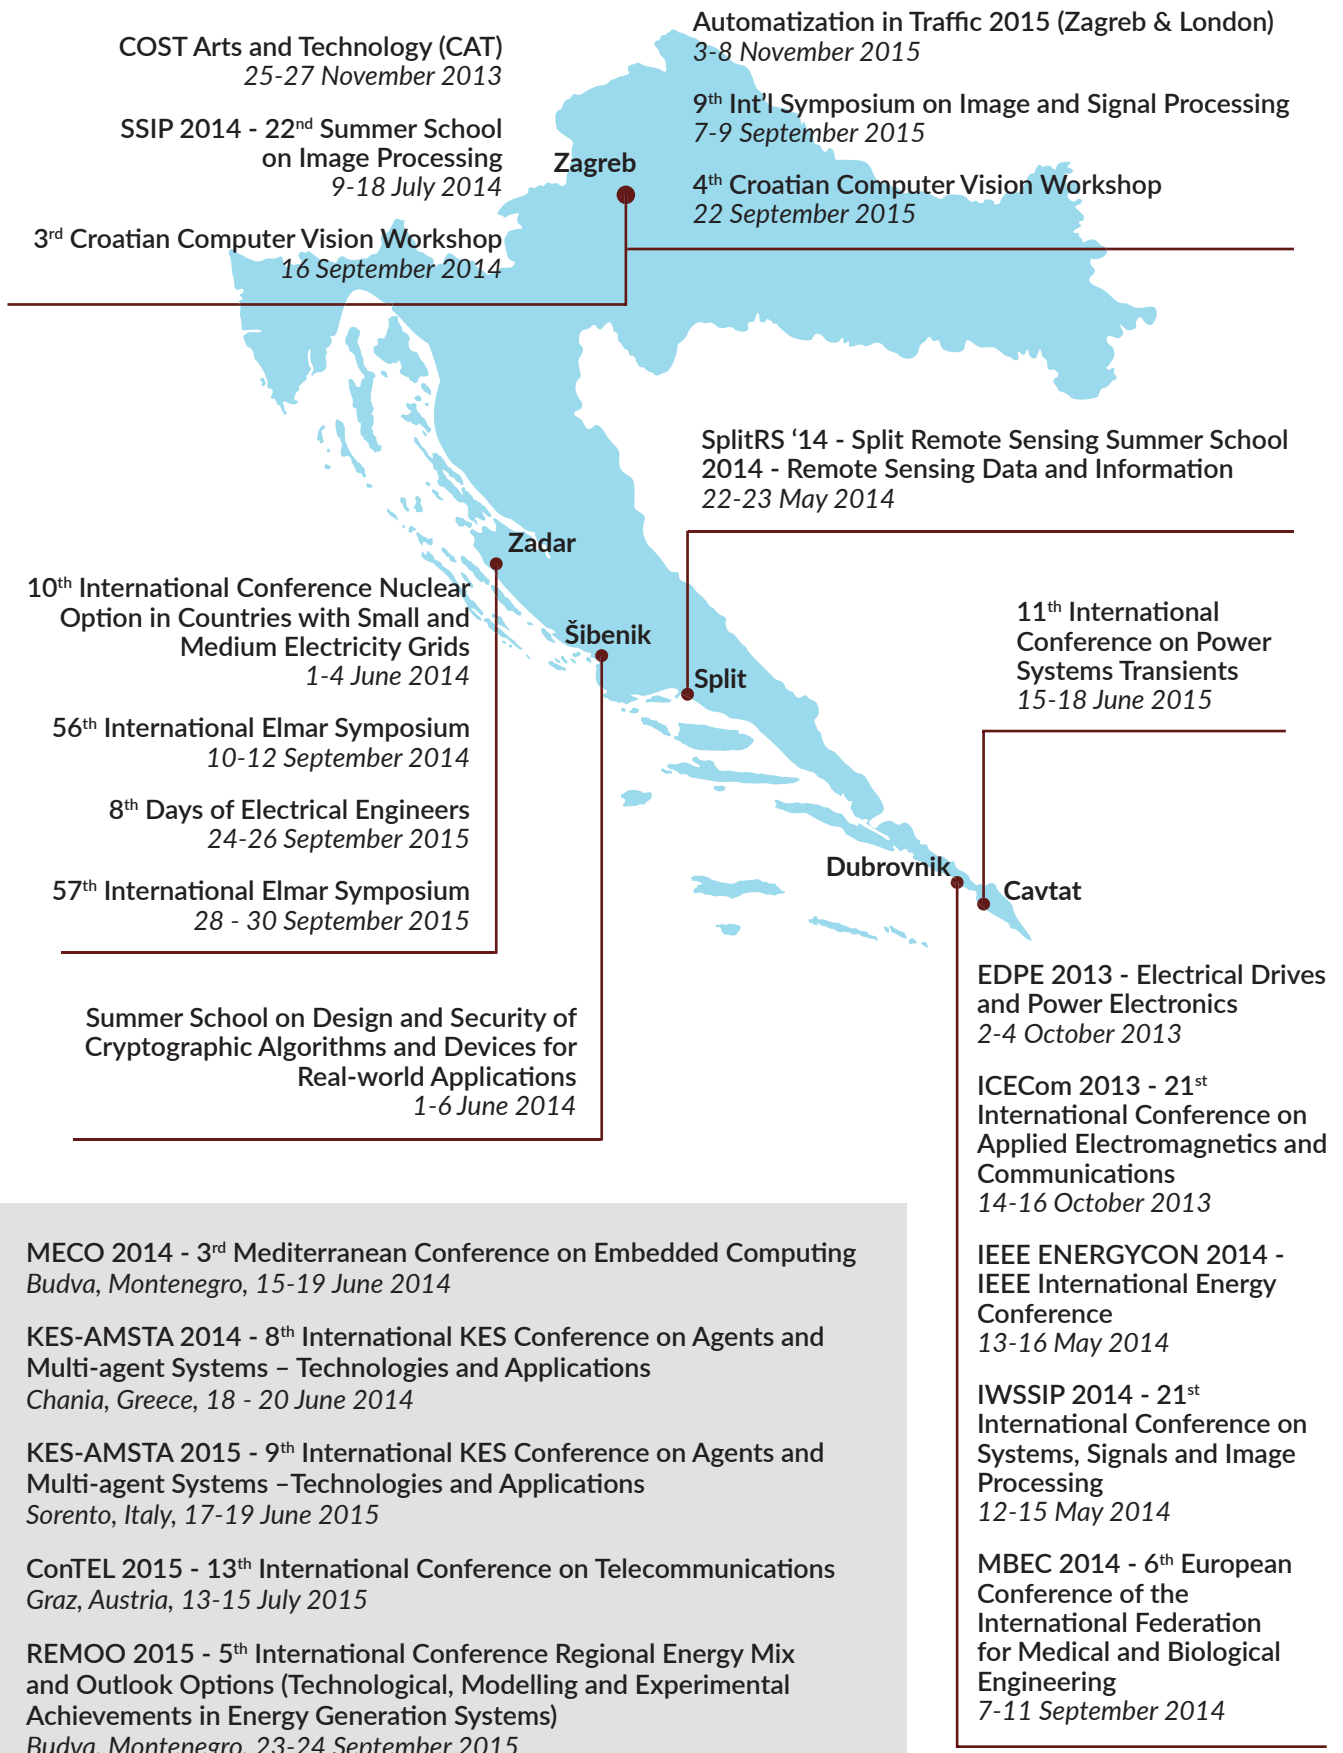 COST Arts and Technology (CAT)
25-27 November 2013
SSIP 2014 - 22nd Summer School
on Image Processing
9-18 July 2014
3rd Croatian Computer Vision Workshop
16 September 2014
Zagreb
Automatization in Traffic 2015 (Zagreb & London)
3-8 November 2015
9th Int'l Symposium on Image and Signal Processing
7-9 September 2015
4th Croatian Computer Vision Workshop
22 September 2015
SplitRS ‘14 - Split Remote Sensing Summer School
2014 - Remote Sensing Data and Information
22-23 May 2014
Zadar
10th International Conference Nuclear
Option in Countries with Small and
Medium Electricity Grids
1-4 June 2014
56th International Elmar Symposium
10-12 September 2014
8th Days of Electrical Engineers
24-26 September 2015
57th International Elmar Symposium
28 - 30 September 2015
Šibenik
Split
11th International
Conference on Power
Systems Transients
15-18 June 2015
Dubrovnik
Cavtat
Summer School on Design and Security of
Cryptographic Algorithms and Devices for
Real-world Applications
1-6 June 2014
EDPE 2013 - Electrical Drives
and Power Electronics
2-4 October 2013
ICECom 2013 - 21st
International Conference on
Applied Electromagnetics and
Communications
14-16 October 2013
IEEE ENERGYCON 2014 -
IEEE International Energy
Conference
13-16 May 2014
IWSSIP 2014 - 21st
International Conference on
Systems, Signals and Image
Processing
12-15 May 2014
MBEC 2014 - 6th European
Conference of the
International Federation
for Medical and Biological
Engineering
7-11 September 2014
MECO 2014 - 3rd Mediterranean Conference on Embedded Computing
Budva, Montenegro, 15-19 June 2014
KES-AMSTA 2014 - 8th International KES Conference on Agents and
Multi-agent Systems – Technologies and Applications
Chania, Greece, 18 - 20 June 2014
KES-AMSTA 2015 - 9th International KES Conference on Agents and
Multi-agent Systems –Technologies and Applications
Sorento, Italy, 17-19 June 2015
ConTEL 2015 - 13th International Conference on Telecommunications
Graz, Austria, 13-15 July 2015
REMOO 2015 - 5th International Conference Regional Energy Mix
and Outlook Options (Technological, Modelling and Experimental
Achievements in Energy Generation Systems)
Budva, Montenegro, 23-24 September 2015